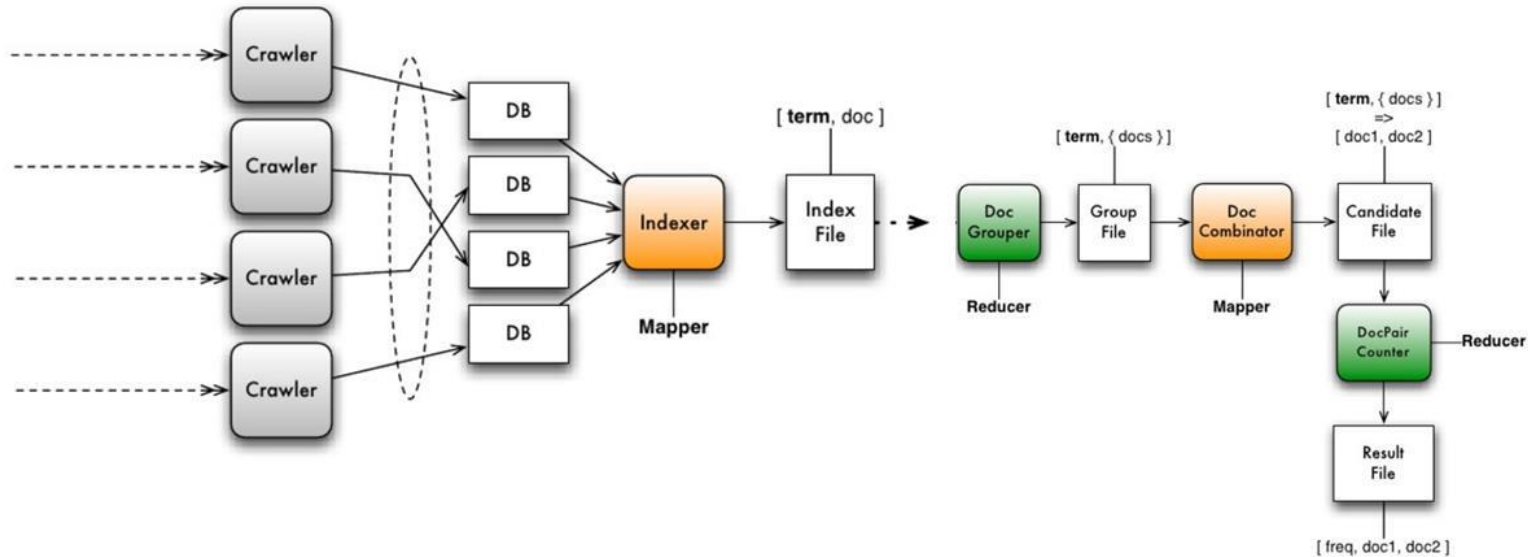 Crawler
Crawler
Crawler
Crawler
DB
DB
DB
DB
Indexer
Mapper
[ term, doc ]
Index
File
Doc
Grouper
Reducer
[ term, { docs } ]
Group
File
Doc
Combinator
Mapper
[ term, { docs } ]
=>
[ doc1, doc2 ]
Candidate
File
DocPair
Counter
Reducer
Result
File
[ freq, doc1, doc2 ]